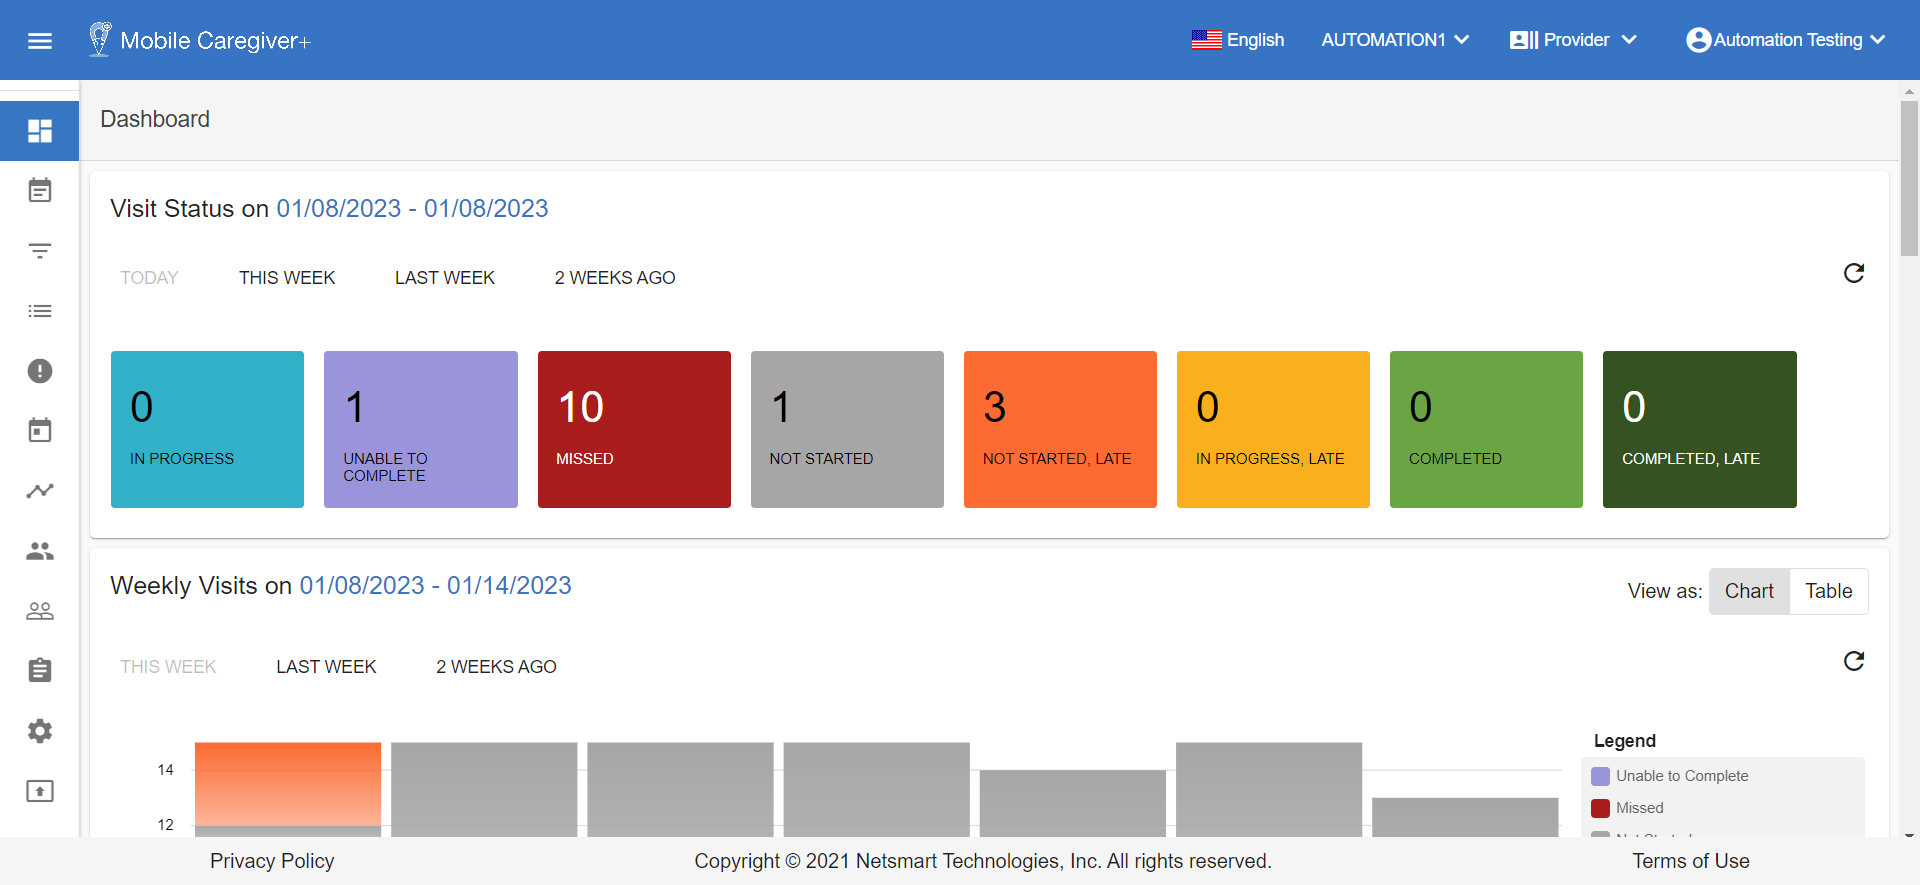 Mobile Caregiver+
English
AUTOMATION1
Provider
Automation Testing
Dashboard
Visit Status on 01/08/2023 - 01/08/2023
TODAY
THIS WEEK
LAST WEEK
2 WEEKS AGO
0
IN PROGRESS
1
UNABLE TO
COMPLETE
10
MISSED
1
NOT STARTED
3
NOT STARTED, LATE
0
IN PROGRESS, LATE
0
COMPLETED
0
COMPLETED, LATE
Weekly Visits on 01/08/2023 - 01/14/2023
View as:
Chart
Table
THIS WEEK
LAST WEEK
2 WEEKS AGO
14
12
Legend
Unable to Complete
Missed
Privacy Policy
Copyright © 2021 Netsmart Technologies, Inc. All rights reserved.
Terms of Use